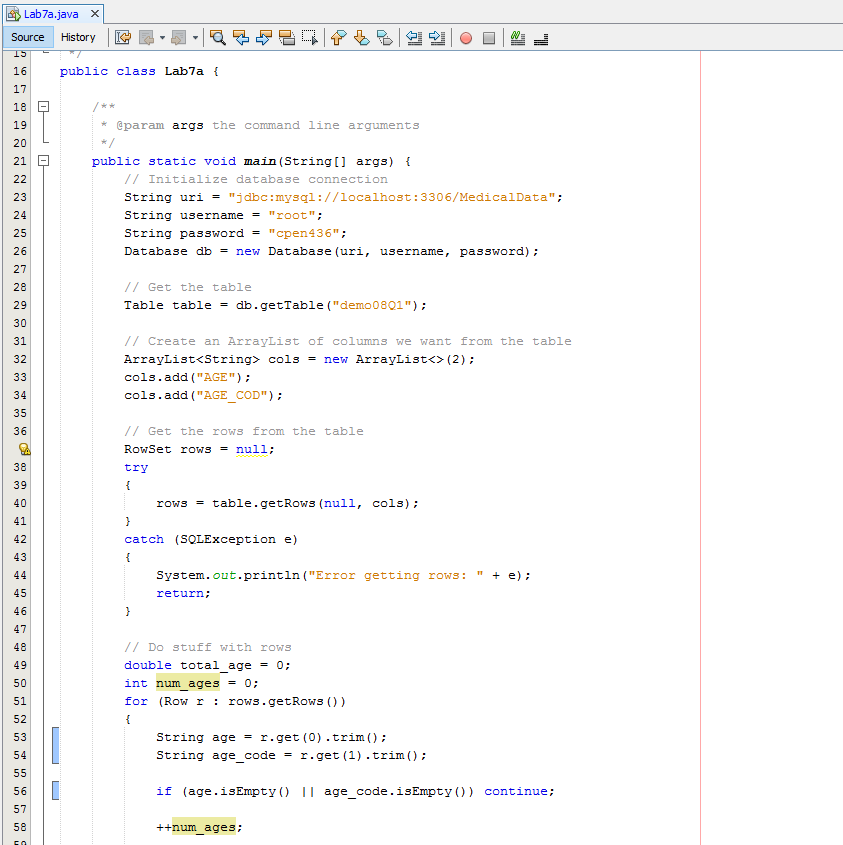 Lab7a.java
Source History
15 */
16 public class Lab7a {
17
18 /**
19 * @param args the command line arguments
20 */
21 public static void main(String[] args) {
22 // Initialize database connection
23 String uri = "jdbc:mysql://localhost:3306/MedicalData";
24 String username = "root";
25 String password = "cpen436";
26 Database db = new Database(uri, username, password);
27
28 // Get the table
29 Table table = db.getTable("demo08Q1");
30
31 // Create an ArrayList of columns we want from the table
32 ArrayList<String> cols = new ArrayList<>(2);
33 cols.add("AGE");
34 cols.add("AGE_COD");
35
36 // Get the rows from the table
RowSet rows = null;
38 try
39 {
40 rows = table.getRows(null, cols);
41 }
42 catch (SQLException e)
43 {
44 System.out.println("Error getting rows: " + e);
45 return;
46 }
47
48 // Do stuff with rows
49 double total_age = 0;
50 int num_ages = 0;
51 for (Row r : rows.getRows())
52 {
53 String age = r.get(0).trim();
54 String age_code = r.get(1).trim();
55
56 if (age.isEmpty() || age_code.isEmpty()) continue;
57
58 ++num_ages;
59